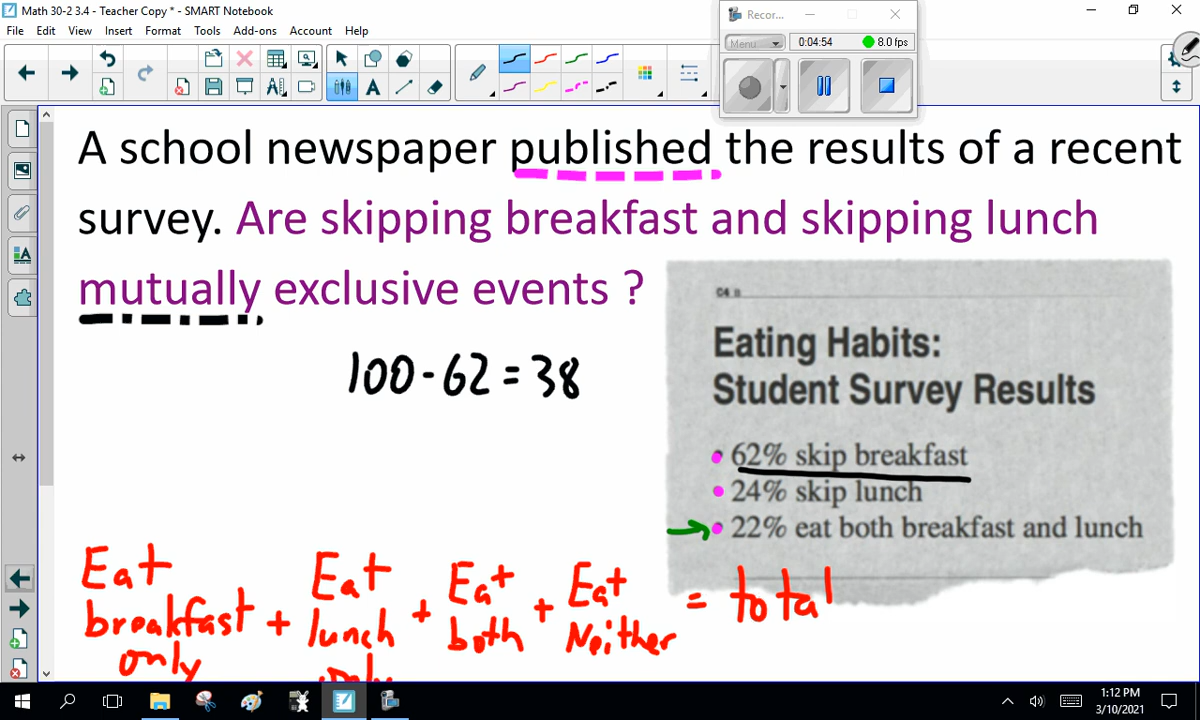 Math 30-2 3.4 - Teacher Copy * - SMART Notebook
File Edit View Insert Format Tools Add-ons Account Help
Recor...
Menu 0:04:54 8.0 fps
A school newspaper published the results of a recent
survey. Are skipping breakfast and skipping lunch
mutually exclusive events ?
100 - 62 = 38
Eating Habits:
Student Survey Results
• 62% skip breakfast
• 24% skip lunch
• 22% eat both breakfast and lunch
Eat breakfast only + Eat lunch only + Eat both + Eat Neither = total
1:12 PM
3/10/2021